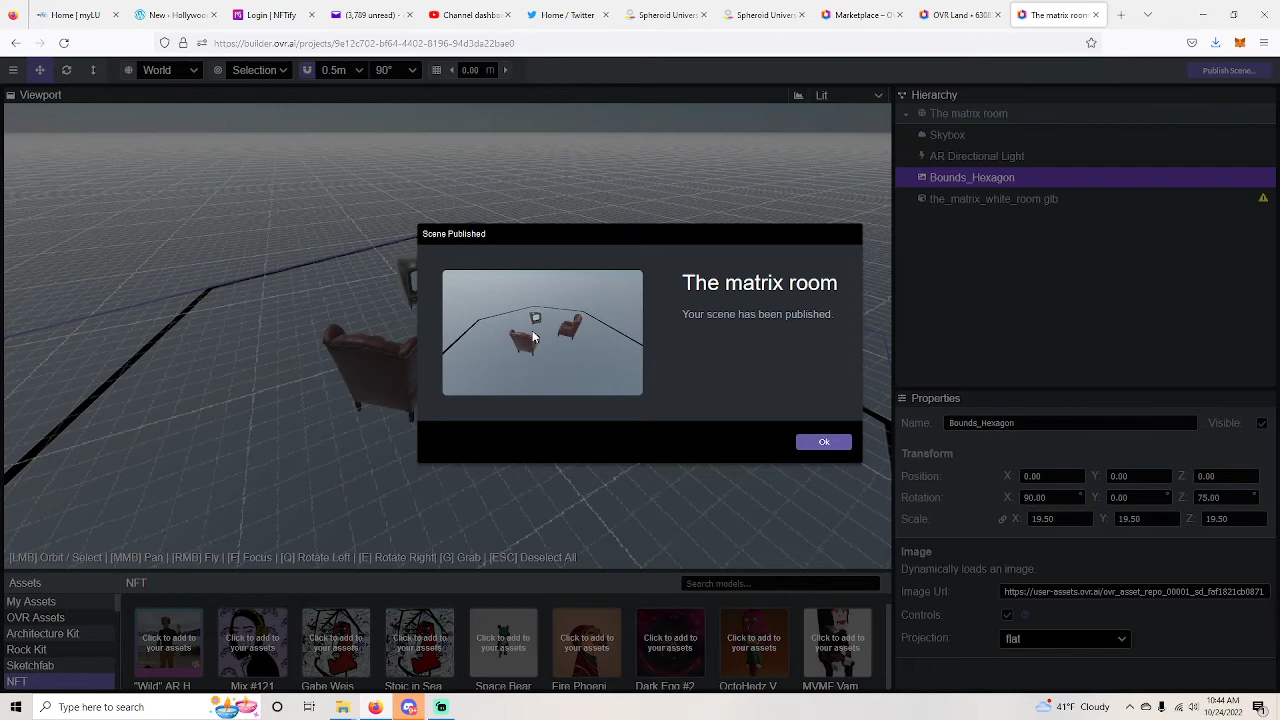 Home | myLU
New - Hollywoo
Magic | NFTify
(3,789 unread)
Channel dashbo
Home / Twitter
Spheroid Univers
Spheroid Univers
Marketplace – O
OVR Land - 6308
The matrix room
https://builder.ovr.ai/projects/9e12c702-bf64-4402-8196-94d3da22bae0
World
Selection
0.5m
90°
0.00 m
Publish Scene...
Viewport
Lit
Hierarchy
The matrix room
Skybox
AR Directional Light
Bounds_Hexagon
the_matrix_white_room.glb
Scene Published
The matrix room
Your scene has been published.
Ok
Properties
Name: Bounds_Hexagon Visible:
Transform
Position: X: 0.00 Y: 0.00 Z: 0.00
Rotation: X: 90.00 ° Y: 0.00 ° Z: 75.00 °
Scale: X: 19.50 Y: 19.50 Z: 19.50
Image
Dynamically loads an image.
Image Url: https://user-assets.ovr.ai/ovr_asset_repo_00001_sd_faf1821cb0871
Controls:
Projection: flat
[LMB] Orbit / Select | [MMB] Pan | [RMB] Fly | [F] Focus | [Q] Rotate Left | [E] Rotate Right | [G] Grab | [ESC] Deselect All
Assets
NFT
Search models...
My Assets
OVR Assets
Architecture Kit
Rock Kit
Sketchfab
NFT
Click to add to your assets
Click to add to your assets
Click to add to your assets
Click to add to your assets
Click to add to your assets
Click to add to your assets
Click to add to your assets
Click to add to your assets
Click to add to your assets
"Wild" AR H
Mix #121
Gabe Weis
Stoic in Sea
Space Bear
Fire Phoeni
Dark Egg #2
OctoHedz V
MVMF Vam
Type here to search
41°F Cloudy
10:44 AM
10/24/2022